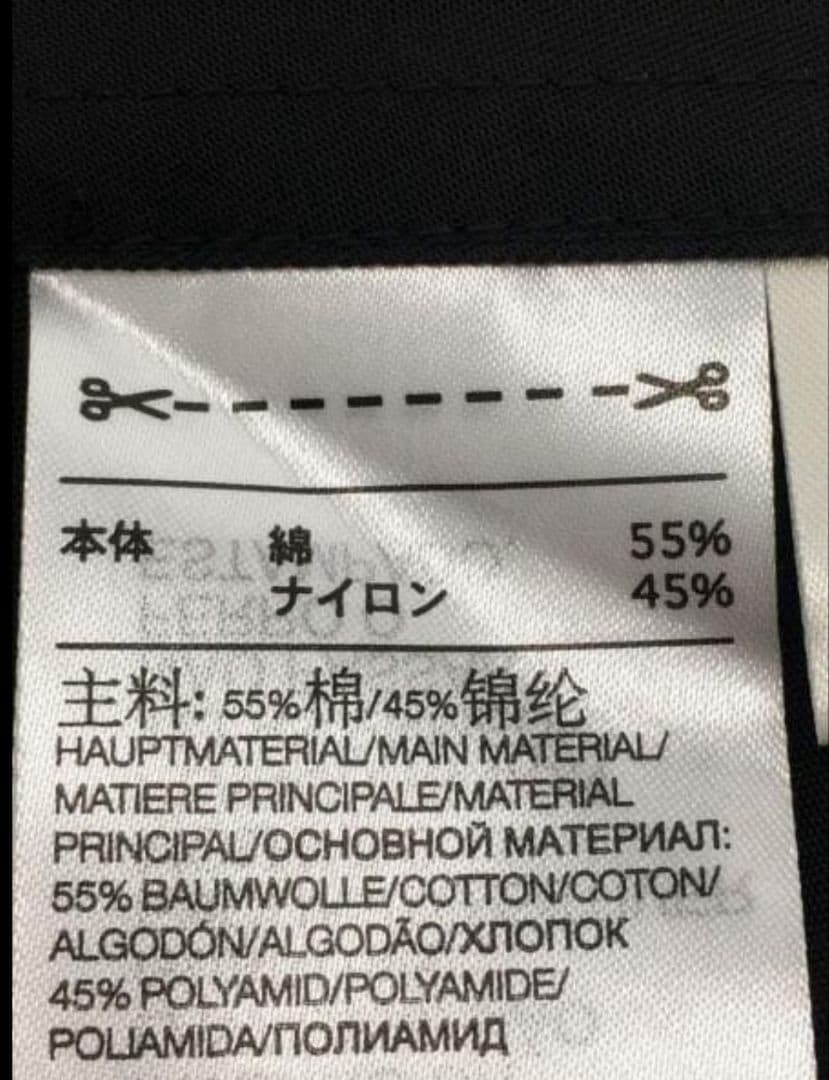 本体 綿 55%
ナイロン 45%
主料: 55%棉/45%锦纶
HAUPTMATERIAL/MAIN MATERIAL/
MATIERE PRINCIPALE/MATERIAL
PRINCIPAL/ОСНОВНОЙ МАТЕРИАЛ:
55% BAUMWOLLE/COTTON/COTON/
ALGODÓN/ALGODÃO/ХЛОПОК
45% POLYAMID/POLYAMIDE/
POLIAMIDA/ПОЛИАМИД